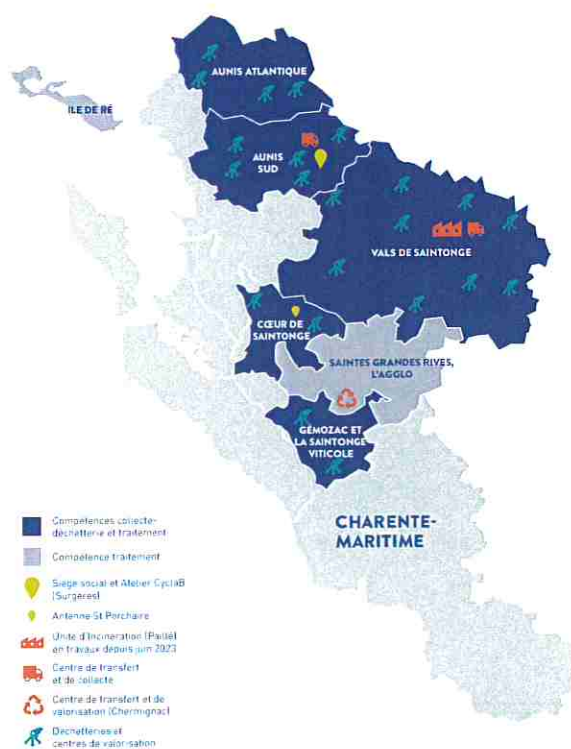 AUNIS ATLANTIQUE
ILE DE RÉ
AUNIS
SUD
VALS DE SAINTONGE
CŒUR DE
SAINTONGE
SAINTES GRANDES RIVES,
L'AGGLO
GÉMOZAC ET
LA SAINTONGE
VITICOLE
CHARENTE-
MARITIME
Compétences collecte-
déchetterie et traitement
Compétence traitement
Siège social et Atelier CyclaB
(Surgères)
Antenne St Porchaire
Unité d'Incinération (Paillé)
en travaux depuis juin 2023
Centre de transfert
et de collecte
Centre de transfert et de
valorisation (Chermignac)
Déchetteries et
centres de valorisation